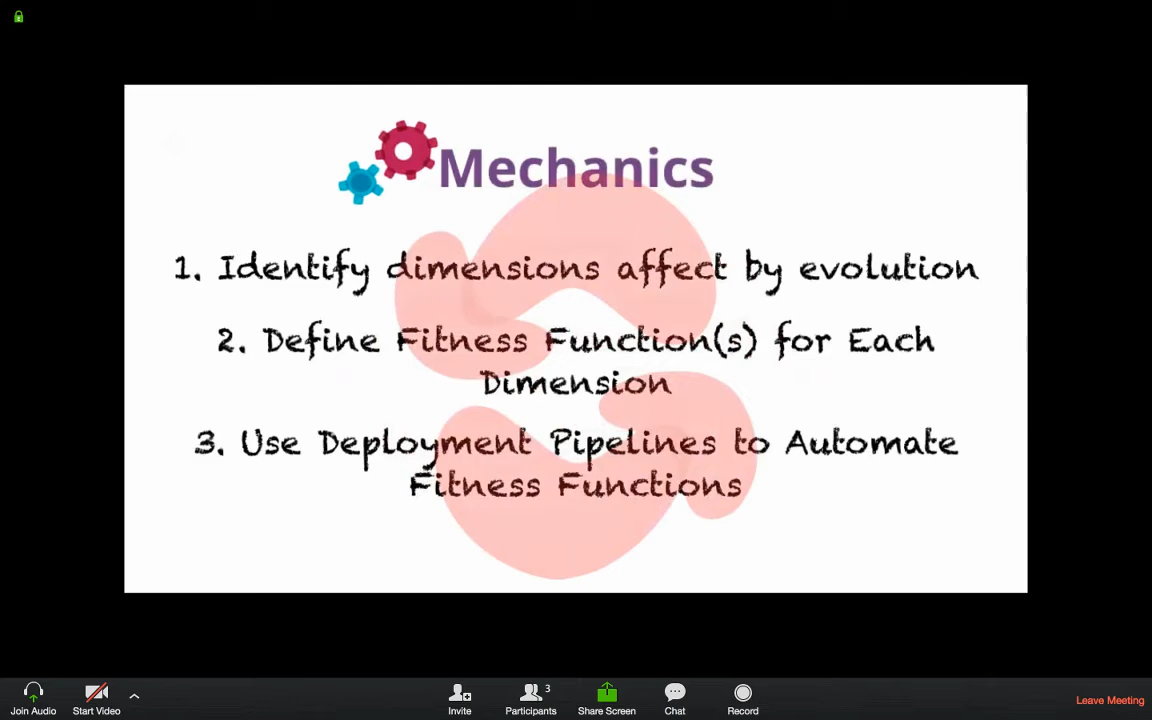 Mechanics
1. Identify dimensions affect by evolution
2. Define Fitness Function(s) for Each
Dimension
3. Use Deployment Pipelines to Automate
Fitness Functions
3
Join Audio
Start Video
Invite
Participants
Share Screen
Chat
Record
Leave Meeting